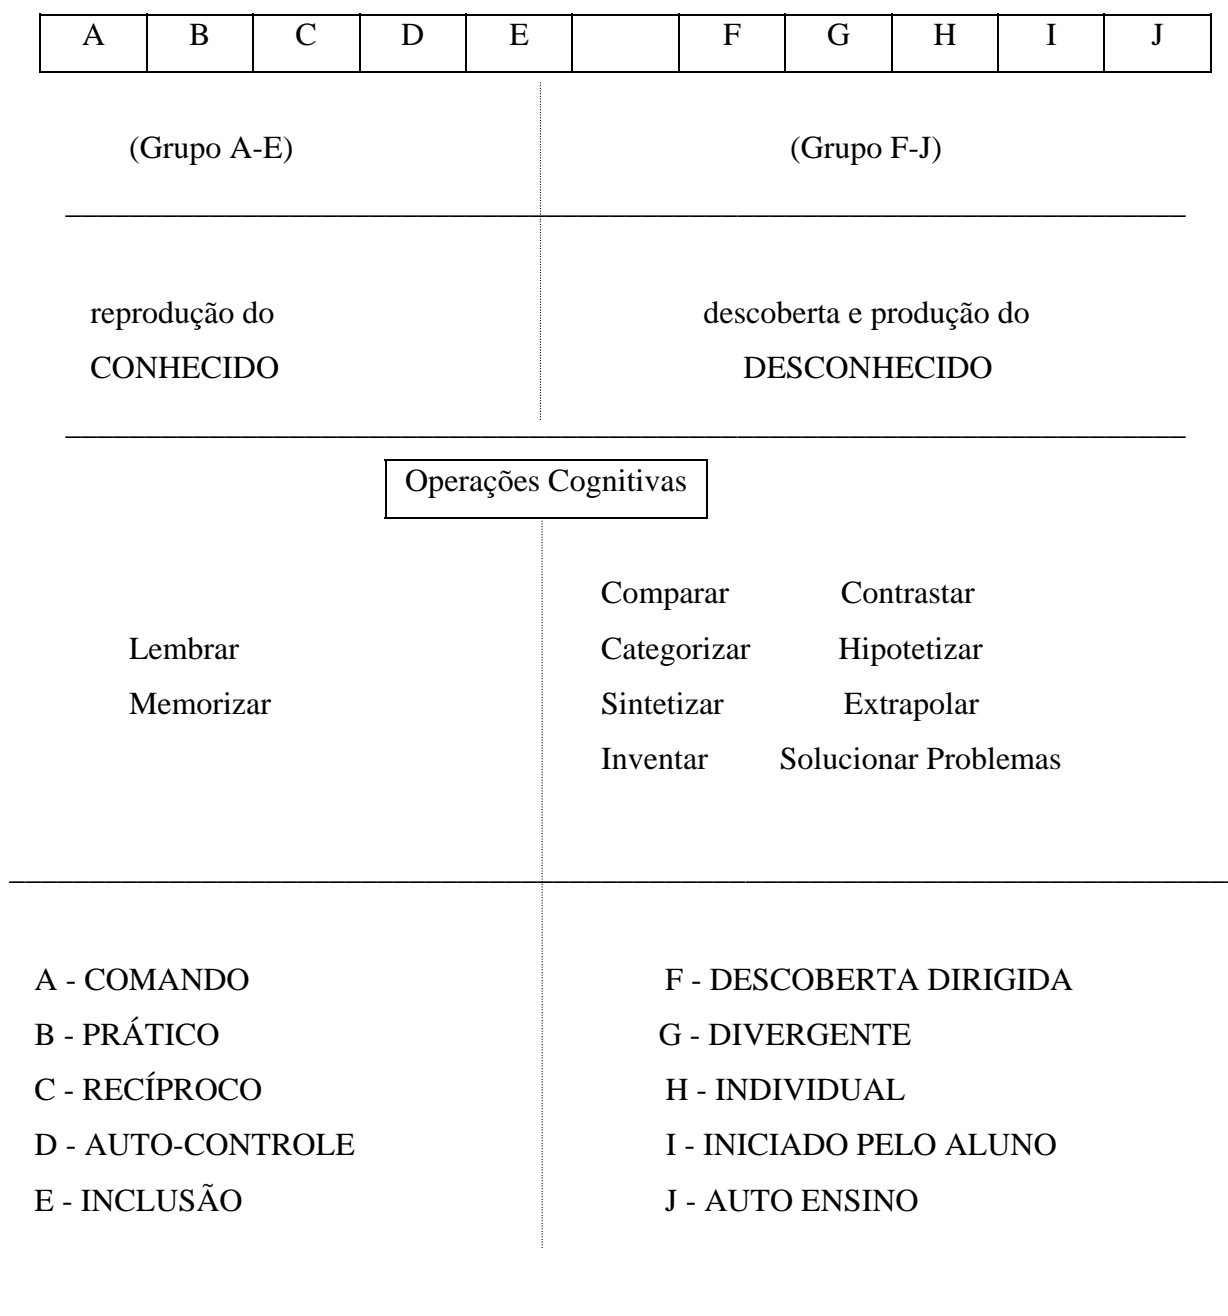 A B C D E F G H I J
(Grupo A-E) (Grupo F-J)
reprodução do descoberta e produção do
CONHECIDO DESCONHECIDO
Operações Cognitivas
Comparar Contrastar
Lembrar Categorizar Hipotetizar
Memorizar Sintetizar Extrapolar
Inventar Solucionar Problemas
A - COMANDO F - DESCOBERTA DIRIGIDA
B - PRÁTICO G - DIVERGENTE
C - RECÍPROCO H - INDIVIDUAL
D - AUTO-CONTROLE I - INICIADO PELO ALUNO
E - INCLUSÃO J - AUTO ENSINO